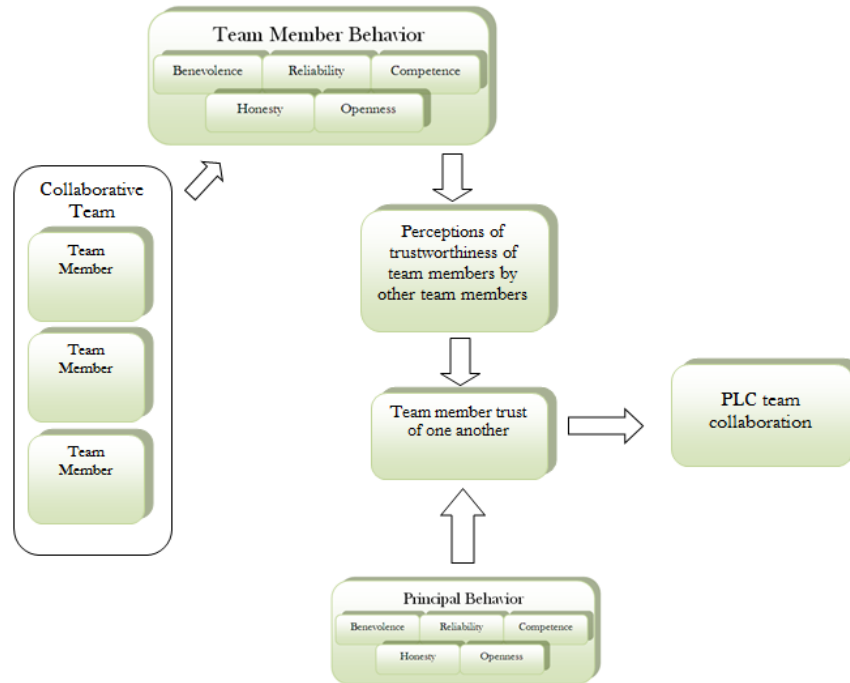 Team Member Behavior
Benevolence
Reliability
Competence
Honesty
Openness
Collaborative
Team
Team
Member
Team
Member
Team
Member
Perceptions of
trustworthiness of
team members by
other team members
Team member trust
of one another
PLC team
collaboration
Principal Behavior
Benevolence
Reliability
Competence
Honesty
Openness